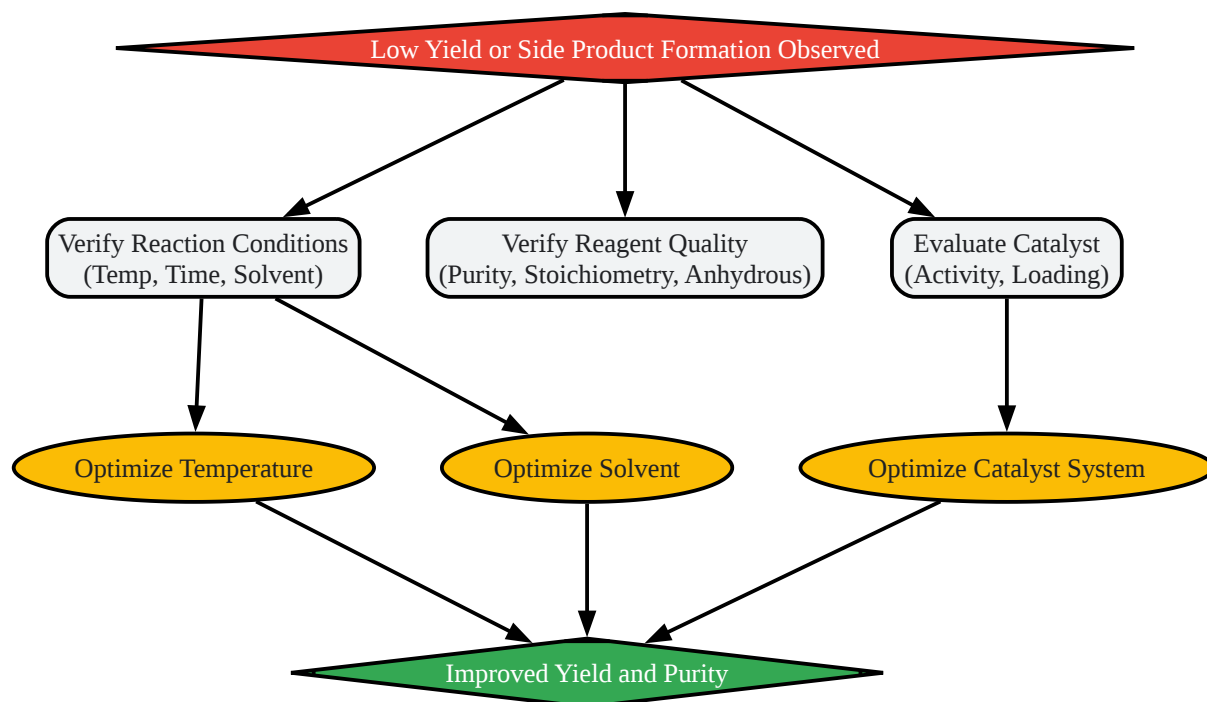 Low Yield or Side Product Formation Observed
Verify Reaction Conditions
(Temp, Time, Solvent)
Verify Reagent Quality
(Purity, Stoichiometry, Anhydrous)
Evaluate Catalyst
(Activity, Loading)
Optimize Temperature
Optimize Solvent
Optimize Catalyst System
Improved Yield and Purity